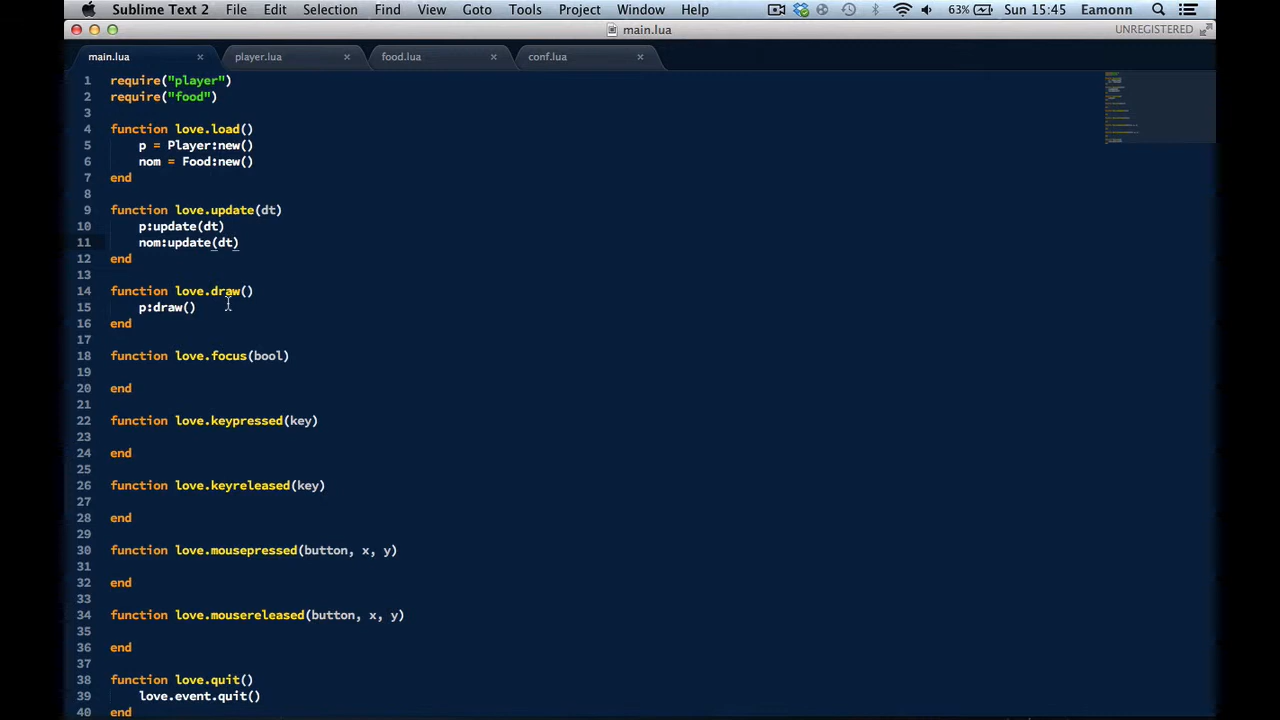 Sublime Text 2 File Edit Selection Find View Goto Tools Project Window Help 63% Sun 15:45 Eamonn
main.lua UNREGISTERED
main.lua × player.lua × food.lua × conf.lua ×
1 require("player")
2 require("food")
3
4 function love.load()
5 p = Player:new()
6 nom = Food:new()
7 end
8
9 function love.update(dt)
10 p:update(dt)
11 nom:update(dt)
12 end
13
14 function love.draw()
15 p:draw()
16 end
17
18 function love.focus(bool)
19
20 end
21
22 function love.keypressed(key)
23
24 end
25
26 function love.keyreleased(key)
27
28 end
29
30 function love.mousepressed(button, x, y)
31
32 end
33
34 function love.mousereleased(button, x, y)
35
36 end
37
38 function love.quit()
39 love.event.quit()
40 end